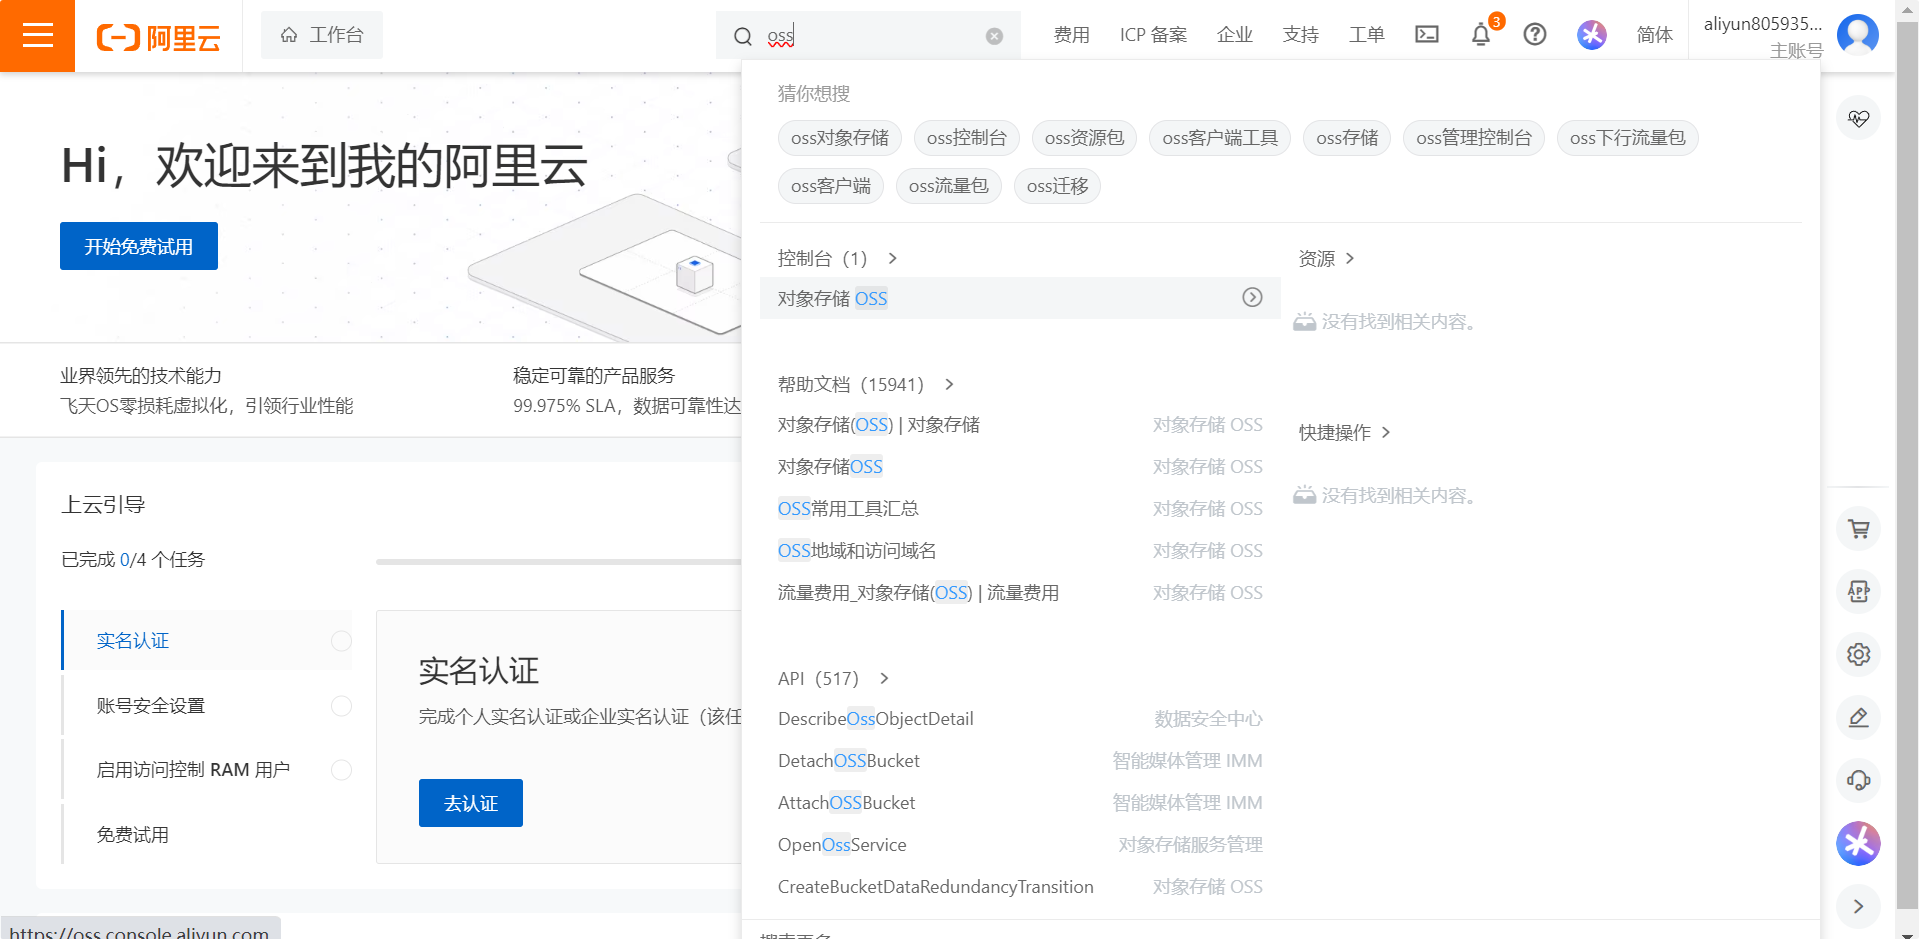 阿里云
工作台
oss
费用
ICP 备案
企业
支持
工单
3
简体
aliyun805935...
主账号
Hi，欢迎来到我的阿里云
开始免费试用
业界领先的技术能力
飞天OS零损耗虚拟化，引领行业性能
稳定可靠的产品服务
99.975% SLA，数据可靠性达
上云引导
已完成 0/4 个任务
实名认证
账号安全设置
启用访问控制 RAM 用户
免费试用
实名认证
完成个人实名认证或企业实名认证（该任
去认证
猜你想搜
oss对象存储
oss控制台
oss资源包
oss客户端工具
oss存储
oss管理控制台
oss下行流量包
oss客户端
oss流量包
oss迁移
控制台（1）
对象存储 OSS
帮助文档（15941）
对象存储(OSS) | 对象存储
对象存储 OSS
对象存储OSS
对象存储 OSS
OSS常用工具汇总
对象存储 OSS
OSS地域和访问域名
对象存储 OSS
流量费用_对象存储(OSS) | 流量费用
对象存储 OSS
API（517）
DescribeOssObjectDetail
数据安全中心
DetachOSSBucket
智能媒体管理 IMM
AttachOSSBucket
智能媒体管理 IMM
OpenOssService
对象存储服务管理
CreateBucketDataRedundancyTransition
对象存储 OSS
资源
没有找到相关内容。
快捷操作
没有找到相关内容。
APP
搜索更多
https://oss.console.aliyun.com